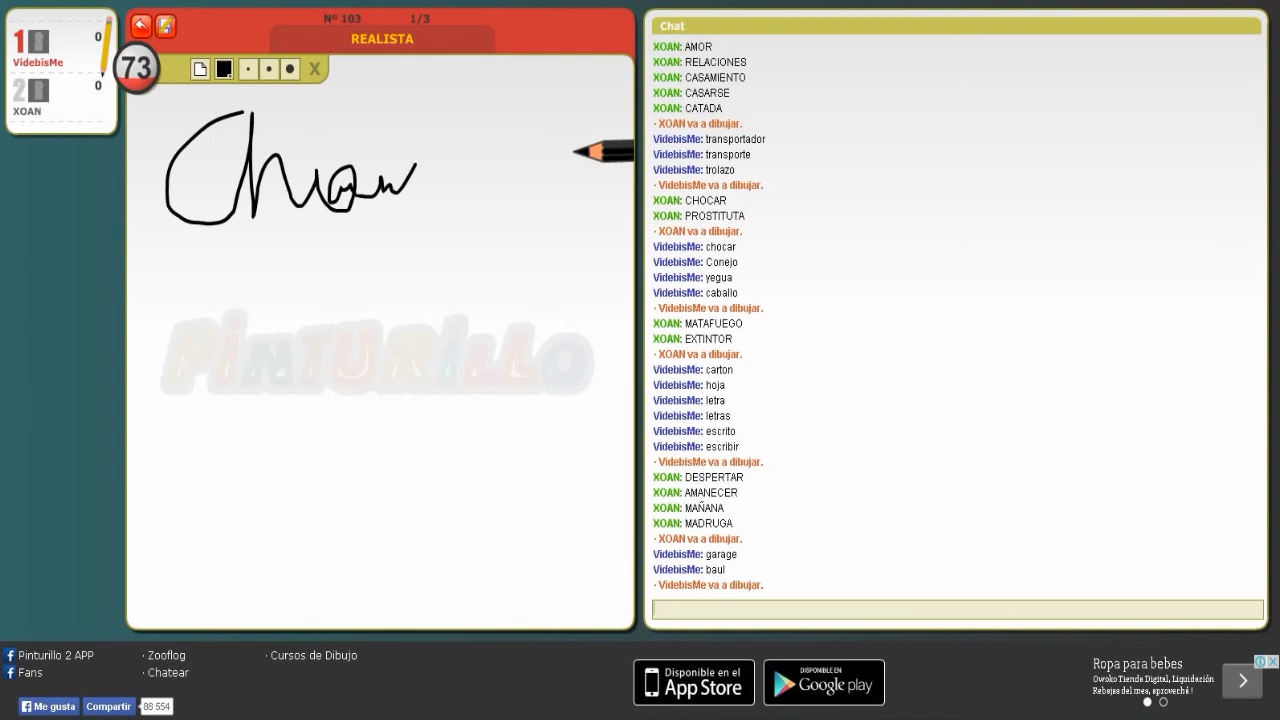 Nº 103 1/3
REALISTA
1 0
VidebisMe
2 0
XOAN
73
X
PINTURILLO
Chat
XOAN: AMOR
XOAN: RELACIONES
XOAN: CASAMIENTO
XOAN: CASARSE
XOAN: CATADA
· XOAN va a dibujar.
VidebisMe: transportador
VidebisMe: transporte
VidebisMe: trolazo
· VidebisMe va a dibujar.
XOAN: CHOCAR
XOAN: PROSTITUTA
· XOAN va a dibujar.
VidebisMe: chocar
VidebisMe: Conejo
VidebisMe: yegua
VidebisMe: caballo
· VidebisMe va a dibujar.
XOAN: MATAFUEGO
XOAN: EXTINTOR
· XOAN va a dibujar.
VidebisMe: carton
VidebisMe: hoja
VidebisMe: letra
VidebisMe: letras
VidebisMe: escrito
VidebisMe: escribir
· VidebisMe va a dibujar.
XOAN: DESPERTAR
XOAN: AMANECER
XOAN: MAÑANA
XOAN: MADRUGA
· XOAN va a dibujar.
VidebisMe: garage
VidebisMe: baul
· VidebisMe va a dibujar.
Pinturillo 2 APP · Zooflog · Cursos de Dibujo
Fans · Chatear
Me gusta Compartir 88 554
Disponible en el
App Store
DISPONIBLE EN
Google play
Ropa para bebes
Owoko Tienda Digital, Liquidación
Rebajas del mes, aprovechá !